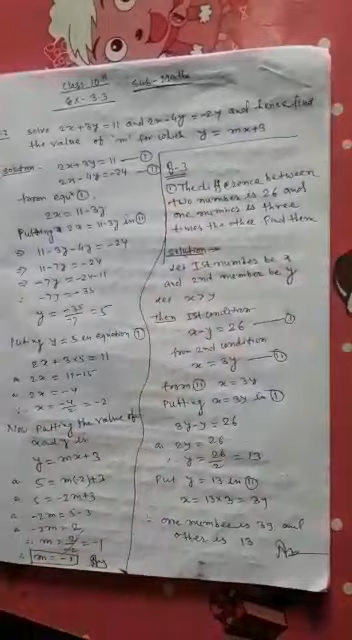 Class 10th Sub- Maths
Ex- 3.3
solve 2x+3y=11 and 2x-4y=-24 and hence find
the value of 'm' for which y = mx+3
Solution- 2x+3y=11 — ①
2x-4y=-24 — ②
form eqn ①,
2x = 11-3y
Putting 2x = 11-3y in ②
⇒ 11-3y-4y = -24
⇒ 11-7y = -24
⇒ -7y = -24-11
∴ -7y = -35
y = -35/-7 = 5
Puting y = 5 in equation ①
2x+3×5 = 11
2x = 11-15
2x = -4
∴ x = -4/2 = -2
Now Putting the value of
x and y in
y = mx+3
5 = m(-2)+3
5 = -2m+3
-2m = 5-3
-2m = 2
∴ m = 2/-2 = -1
∴ m = -1 Ans
Q-3
① The difference between
two number is 26 and
one number is three
times the other find them
Solution -
Let Ist number be x
and 2nd number be y
let x>y
Then Ist condition-
x-y = 26 — ①
from 2nd condition
x = 3y — ②
from ② x = 3y
Putting x = 3y in ①
3y-y = 26
2y = 26
∴ y = 26/2 = 13
Put y = 13 in ②
x = 13×3 = 39
∴ one number is 39 and
other is 13
Ans